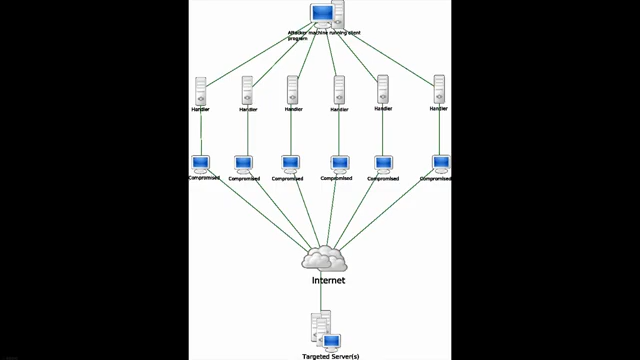 Attacker machine running client
program
Handler
Handler
Handler
Handler
Handler
Handler
Compromised
Compromised
Compromised
Compromised
Compromised
Compromised
Internet
Targeted Server(s)